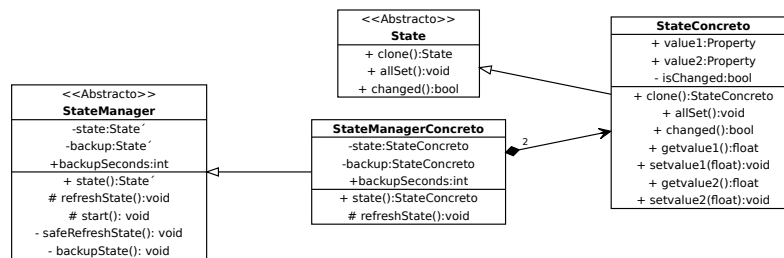 <<Abstracto>>
State
+ clone():State
+ allSet():void
+ changed():bool
StateConcreto
+ value1:Property
+ value2:Property
- isChanged:bool
+ clone():StateConcreto
+ allSet():void
+ changed():bool
+ getvalue1():float
+ setvalue1(float):void
+ getvalue2():float
+ setvalue2(float):void
<<Abstracto>>
StateManager
-state:State´
-backup:State´
+backupSeconds:int
+ state():State´
# refreshState():void
# start(): void
- safeRefreshState(): void
- backupState(): void
StateManagerConcreto
-state:StateConcreto
-backup:StateConcreto
+backupSeconds:int
+ state():StateConcreto
# refreshState():void
2